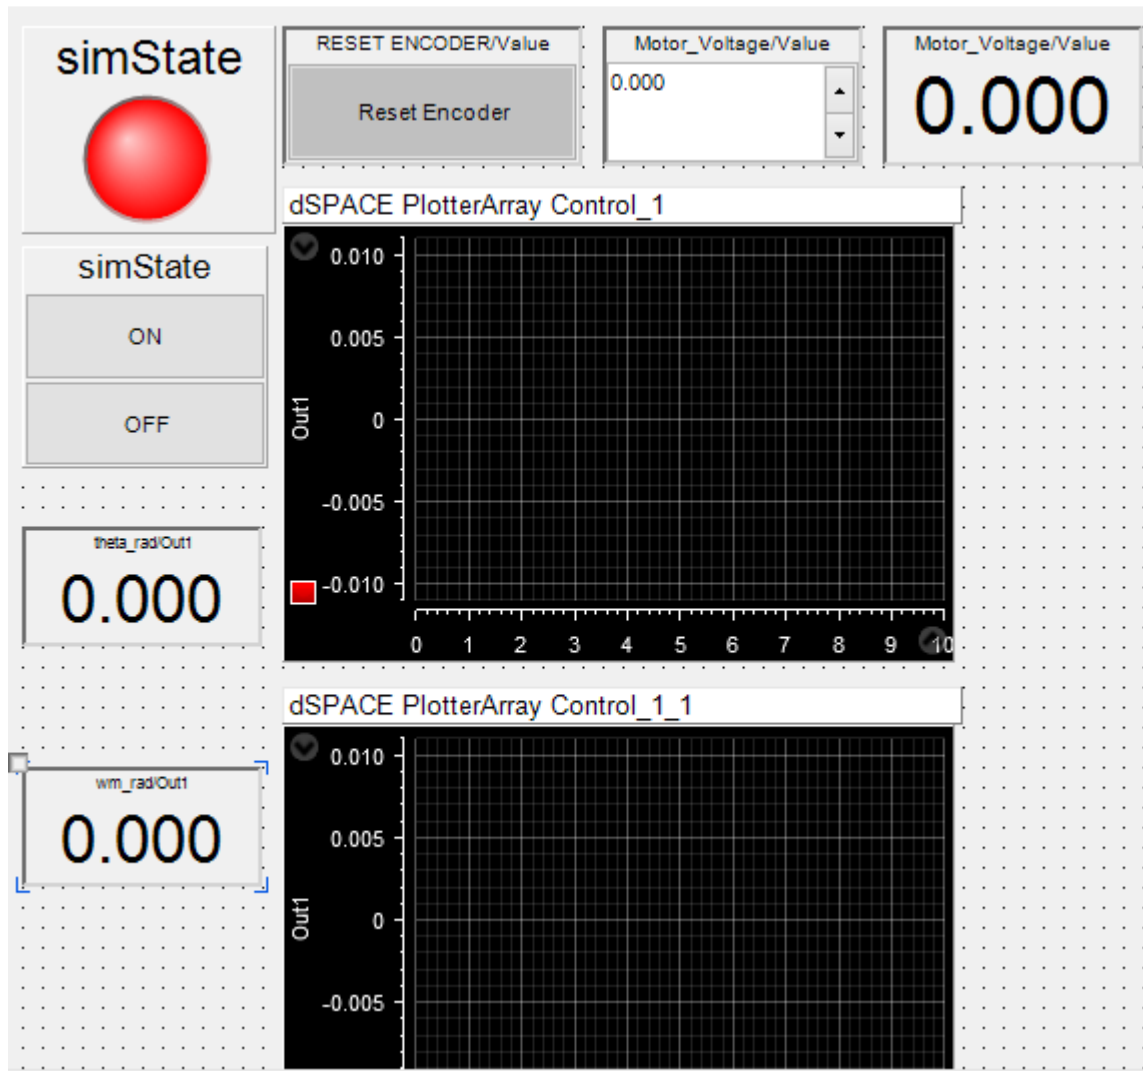 simState
RESET ENCODER/Value
Reset Encoder
Motor_Voltage/Value
0.000
Motor_Voltage/Value
0.000
simState
ON
OFF
theta_rad/Out1
0.000
wm_rad/Out1
0.000
dSPACE PlotterArray Control_1
0.010
0.005
0
-0.005
-0.010
Out1
0 1 2 3 4 5 6 7 8 9 10
dSPACE PlotterArray Control_1_1
0.010
0.005
0
-0.005
Out1